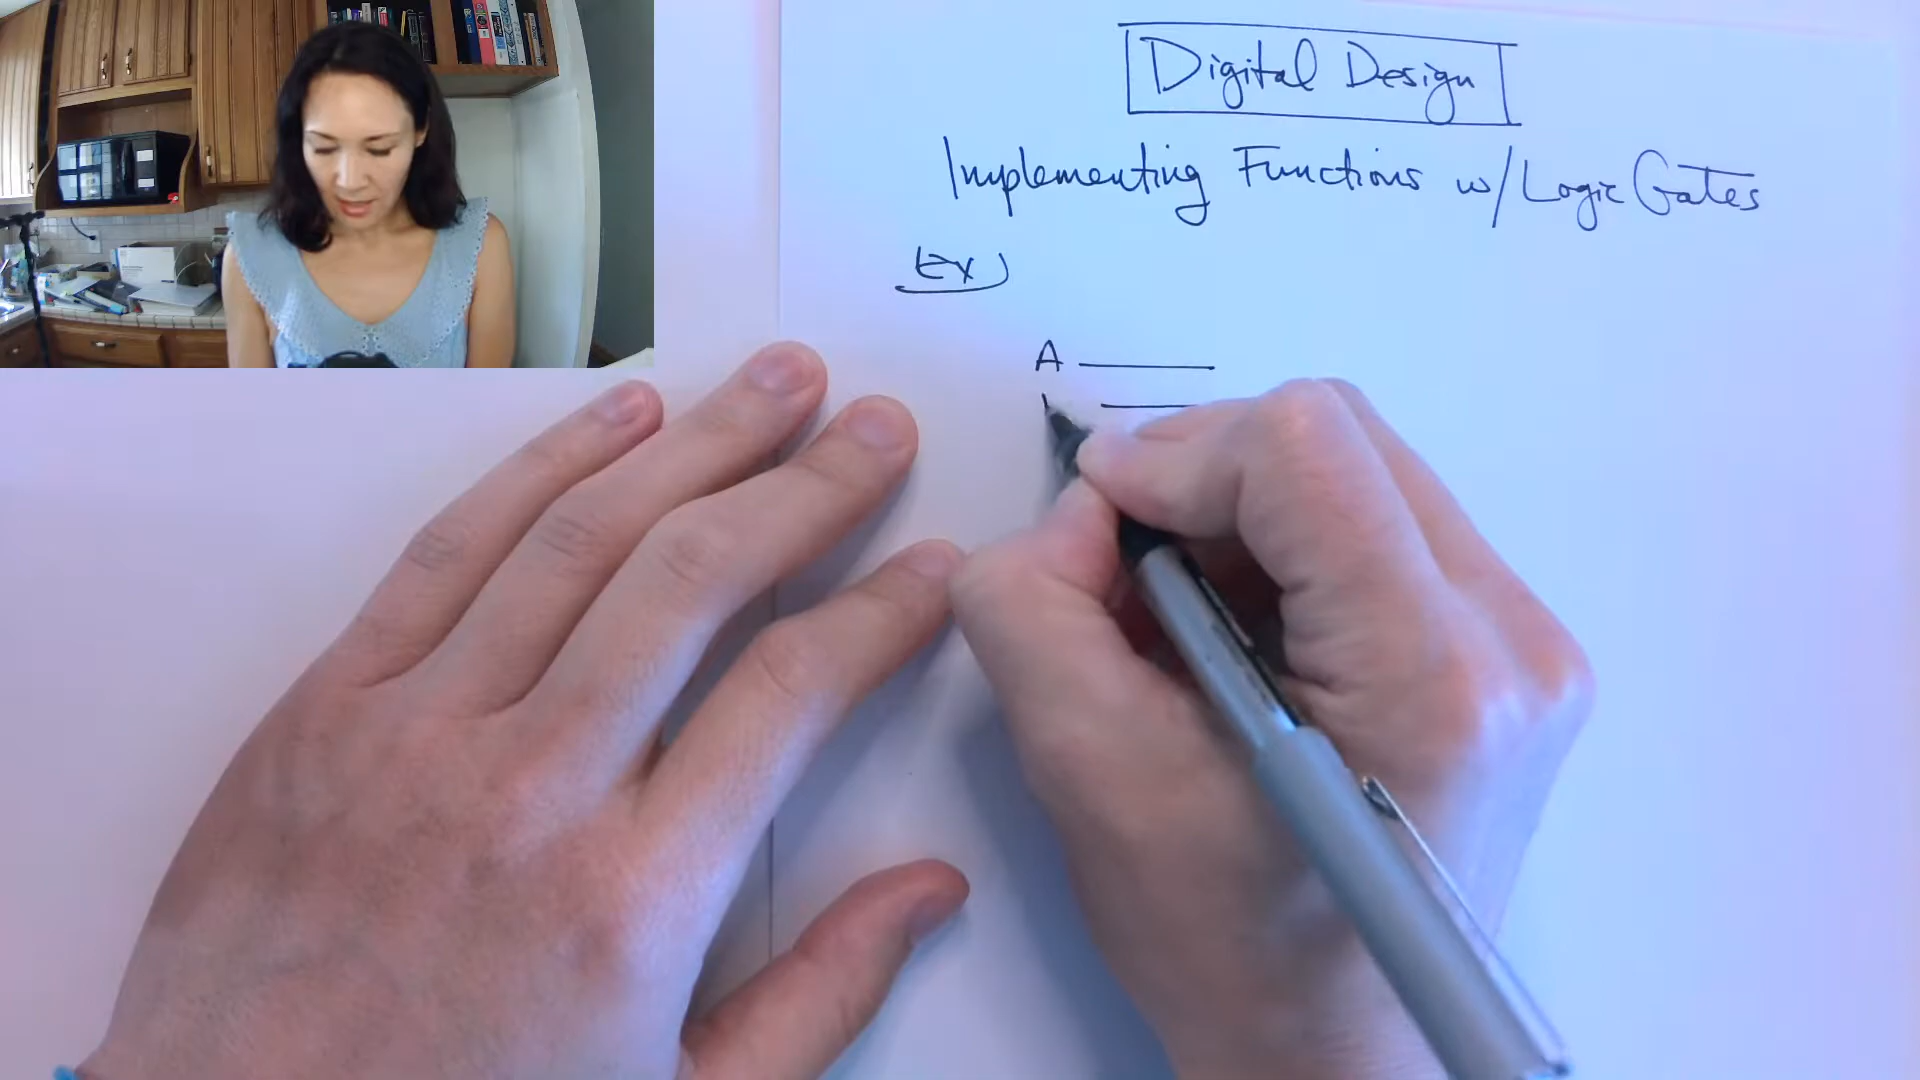 Digital Design
Implementing Functions w/ Logic Gates
Ex)
A